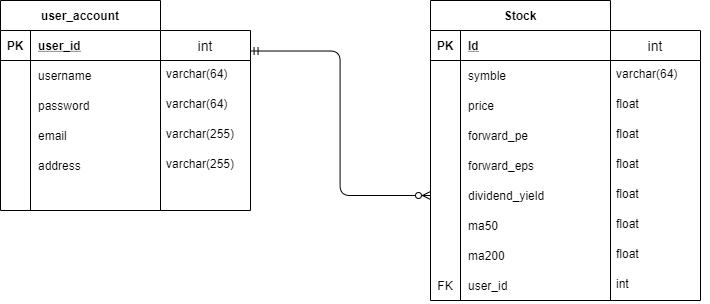 user_account
PK user_id int
username varchar(64)
password varchar(64)
email varchar(255)
address varchar(255)
Stock
PK Id int
symble varchar(64)
price float
forward_pe float
forward_eps float
dividend_yield float
ma50 float
ma200 float
FK user_id int